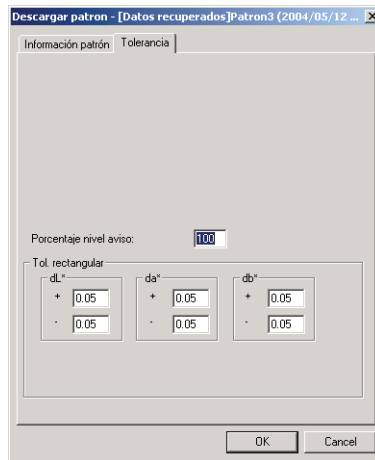 Descargar patron - [Datos recuperados]Patron3 (2004/05/12 ...
Información patrón Tolerancia
Porcentaje nivel aviso: 100
Tol. rectangular
dL* da* db*
+ 0.05 + 0.05 + 0.05
- 0.05 - 0.05 - 0.05
OK Cancel